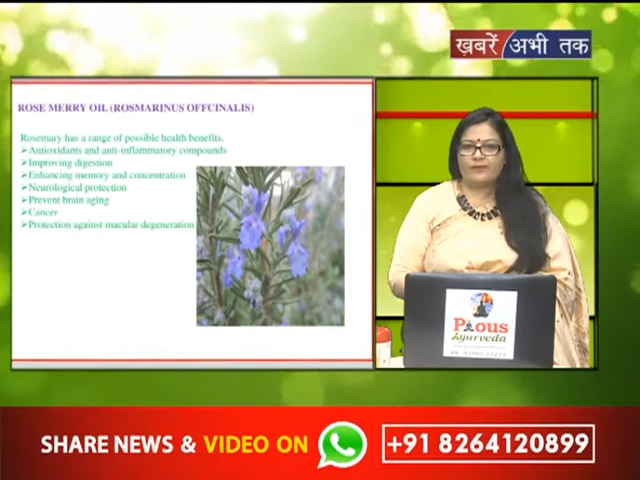 ख़बरें अभी तक
ROSE MERRY OIL (ROSMARINUS OFFCINALIS)
Rosemary has a range of possible health benefits.
➢Antioxidants and anti-inflammatory compounds
➢Improving digestion
➢Enhancing memory and concentration
➢Neurological protection
➢Prevent brain aging
➢Cancer
➢Protection against macular degeneration
Pious
Ayurveda
SHARE NEWS & VIDEO ON
+91 8264120899